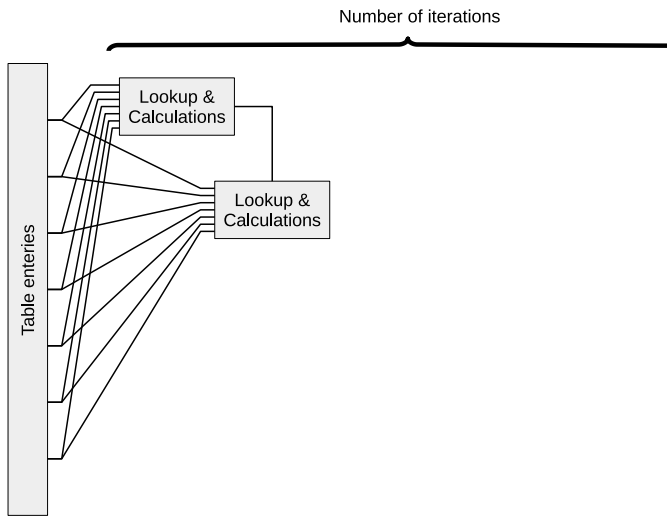 Number of iterations
Lookup &
Calculations
Lookup &
Calculations
Table enteries